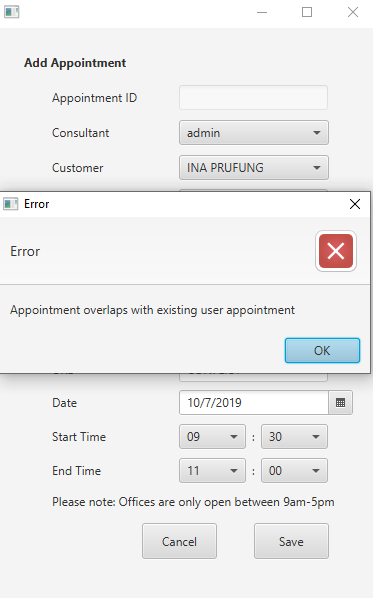 Add Appointment
Appointment ID
Consultant admin
Customer INA PRUFUNG
Error
Error
Appointment overlaps with existing user appointment
OK
Date 10/7/2019
Start Time 09 : 30
End Time 11 : 00
Please note: Offices are only open between 9am-5pm
Cancel Save